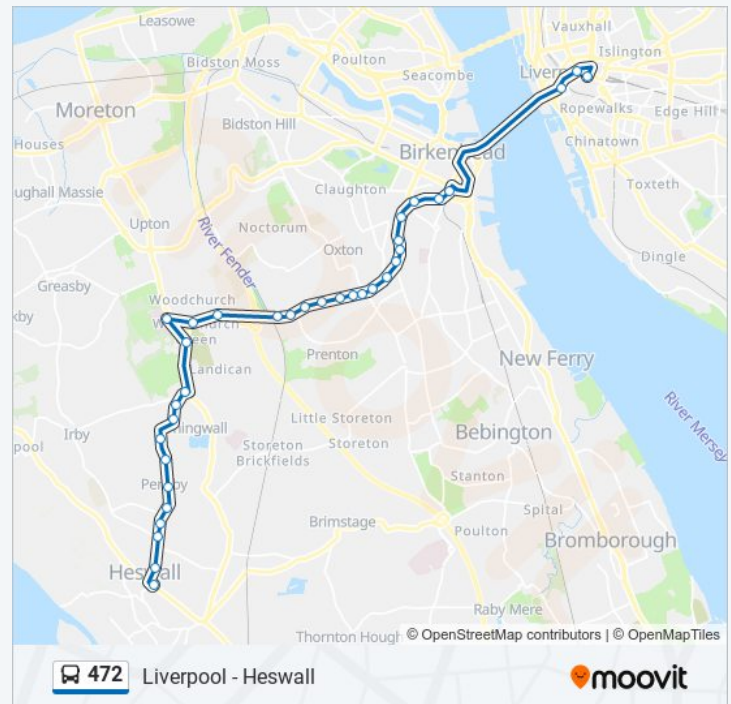 Leasowe
Vauxhall
Islington
Bidston Moss
Poulton
Seacombe
Moreton
Ropewalks
Edge Hill
Bidston Hill
Houses
Birkenhead
Chinatown
Claughton
Toxteth
ughall Massie
Upton
Noctorum
River Fender
Oxton
Dingle
Greasby
Woodchurch
Landican
Prenton
New Ferry
River Mersey
Little Storeton
Irby
Bebington
Storeton
Storeton
Brickfields
pool
Stanton
Spital
Brimstage
Poulton
Bromborough
Heswall
Raby Mere
Thornton Hough
© OpenStreetMap contributors | © OpenMapTiles
472
Liverpool - Heswall
moovit